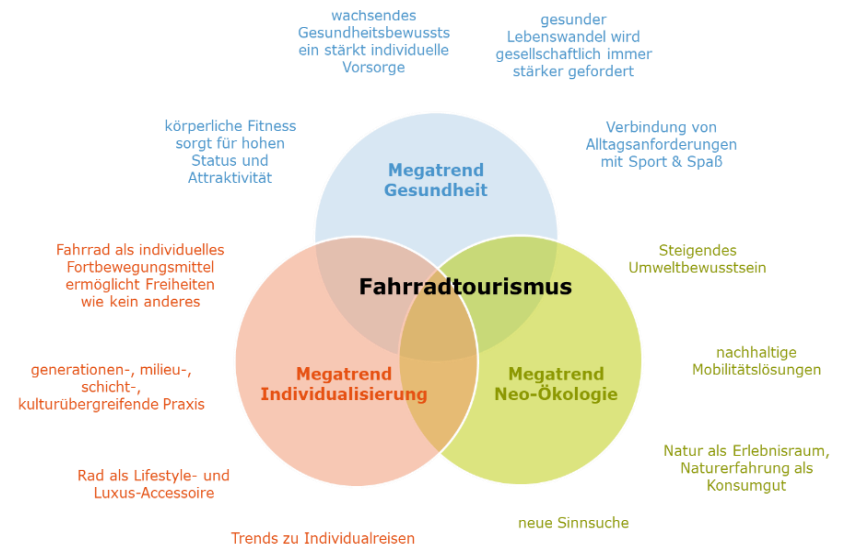 wachsendes
Gesundheitsbewussts
ein stärkt individuelle
Vorsorge
gesunder
Lebenswandel wird
gesellschaftlich immer
stärker gefordert
körperliche Fitness
sorgt für hohen
Status und
Attraktivität
Verbindung von
Alltagsanforderungen
mit Sport & Spaß
Megatrend
Gesundheit
Fahrrad als individuelles
Fortbewegungsmittel
ermöglicht Freiheiten
wie kein anderes
Steigendes
Umweltbewusstsein
Fahrradtourismus
generationen-, milieu-,
schicht-,
kulturübergreifende Praxis
Megatrend
Individualisierung
Megatrend
Neo-Ökologie
nachhaltige
Mobilitätslösungen
Rad als Lifestyle- und
Luxus-Accessoire
Natur als Erlebnisraum,
Naturerfahrung als
Konsumgut
Trends zu Individualreisen
neue Sinnsuche